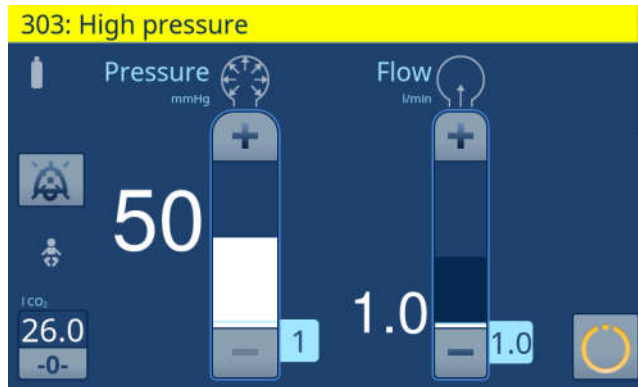 303: High pressure
Pressure
mmHg
Flow
l/min
+
+
50
1.0
1
1.0
l CO₂
26.0
-0-
−
−